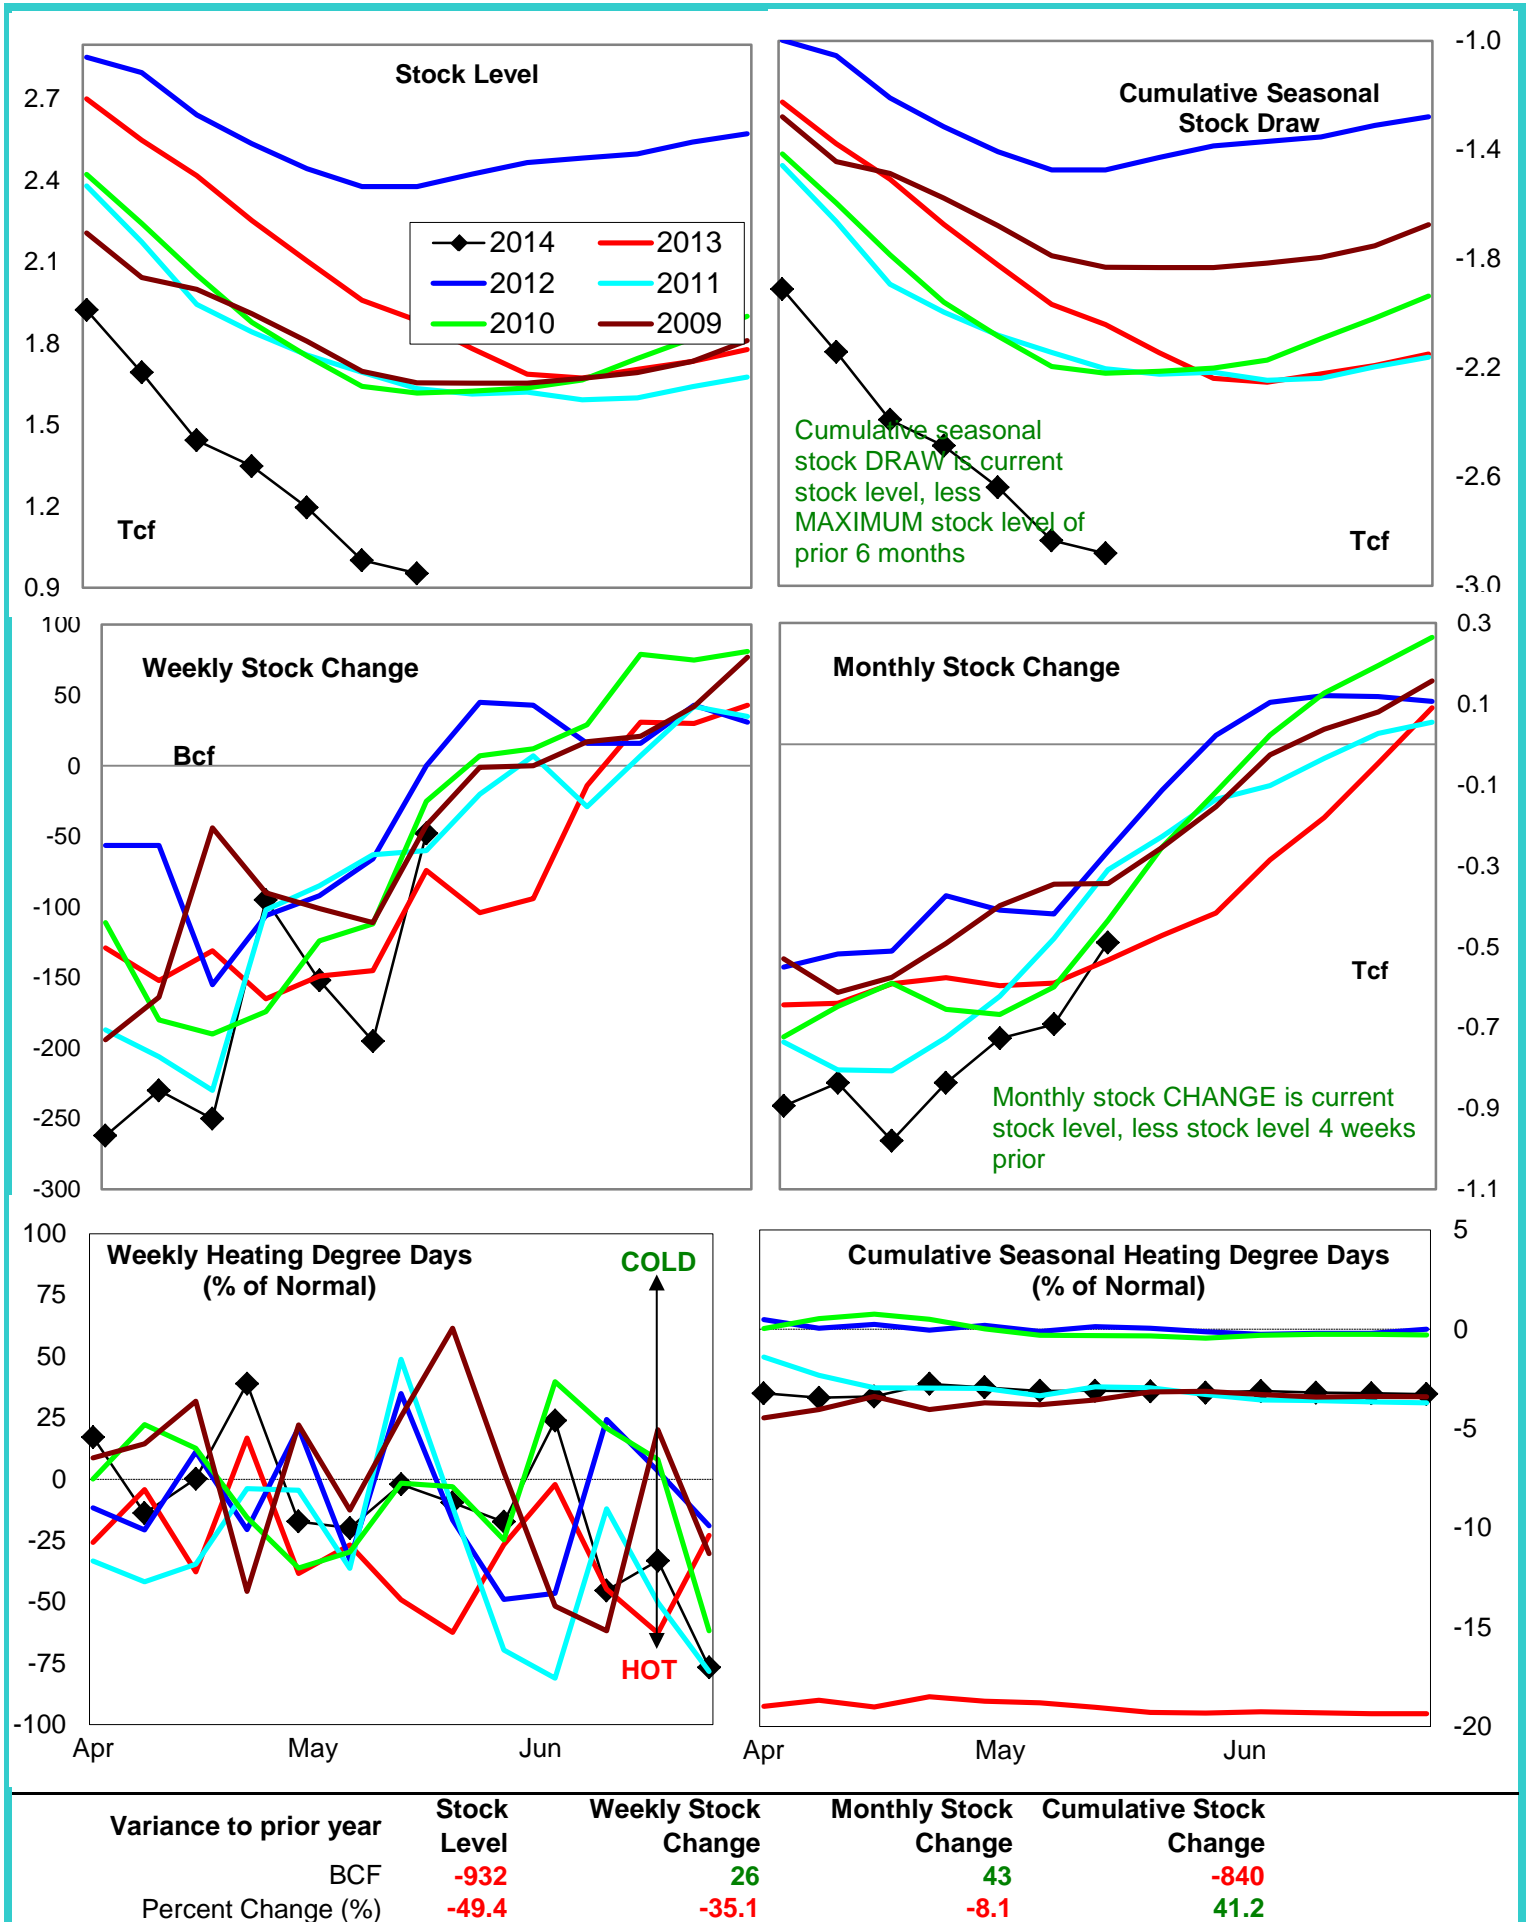 Stock Level
2.7
2.4
2.1
1.8
1.5
1.2
0.9
2014 2013
2012 2011
2010 2009
Tcf
Cumulative Seasonal
Stock Draw
-1.0
-1.4
-1.8
-2.2
-2.6
-3.0
Cumulative seasonal
stock DRAW is current
stock level, less
MAXIMUM stock level of
prior 6 months
Tcf
100
50
0
-50
-100
-150
-200
-250
-300
Weekly Stock Change
Bcf
Monthly Stock Change
0.3
0.1
-0.1
-0.3
-0.5
-0.7
-0.9
-1.1
Tcf
Monthly stock CHANGE is current
stock level, less stock level 4 weeks
prior
100
75
50
25
0
-25
-50
-75
-100
Weekly Heating Degree Days
(% of Normal)
COLD
HOT
Apr May Jun
Cumulative Seasonal Heating Degree Days
(% of Normal)
5
0
-5
-10
-15
-20
Apr May Jun
Variance to prior year
Stock Weekly Stock Monthly Stock Cumulative Stock
Level Change Change Change
BCF -932 26 43 -840
Percent Change (%) -49.4 -35.1 -8.1 41.2